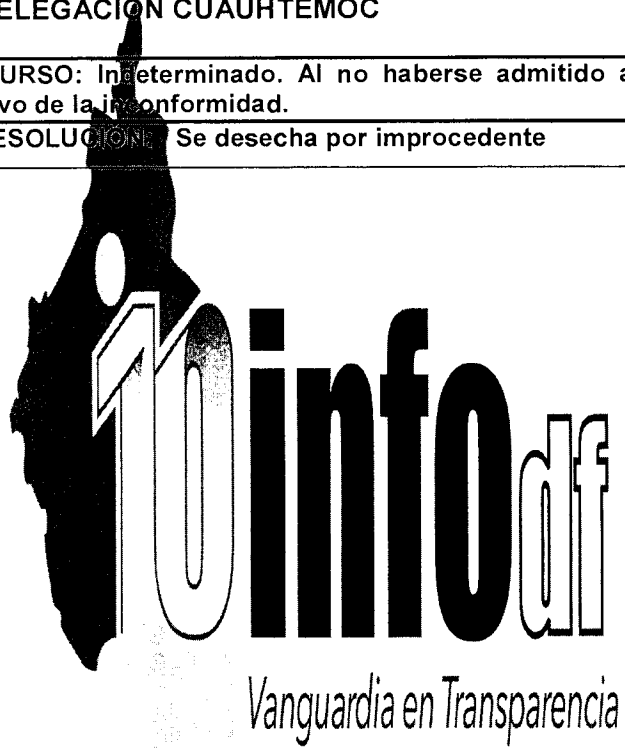 ELEGACIÓN CUAUHTEMOC
URSO: Indeterminado. Al no haberse admitido a
vo de la inconformidad.
ESOLUCION: Se desecha por improcedente
10 info df
Vanguardia en Transparencia